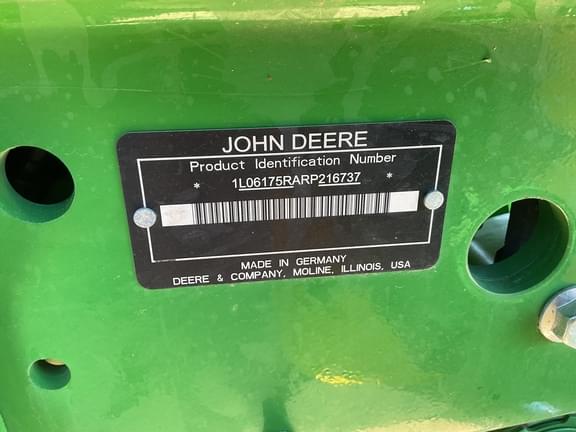 JOHN DEERE
Product Identification Number
* 1L06175RARP216737 *
MADE IN GERMANY
DEERE & COMPANY, MOLINE, ILLINOIS, USA